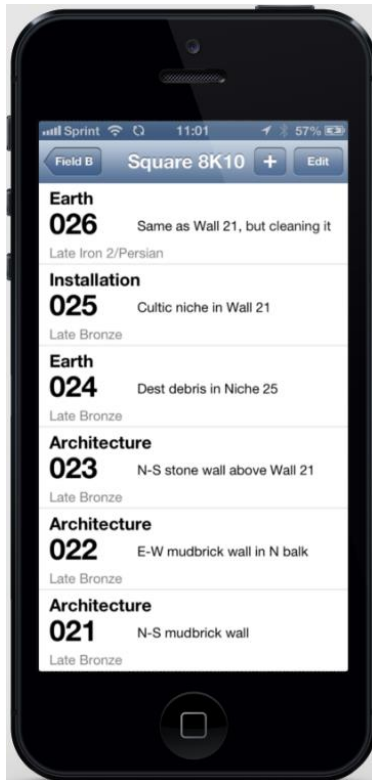 Sprint 11:01 57%
Field B Square 8K10 + Edit
Earth
026 Same as Wall 21, but cleaning it
Late Iron 2/Persian
Installation
025 Cultic niche in Wall 21
Late Bronze
Earth
024 Dest debris in Niche 25
Late Bronze
Architecture
023 N-S stone wall above Wall 21
Late Bronze
Architecture
022 E-W mudbrick wall in N balk
Late Bronze
Architecture
021 N-S mudbrick wall
Late Bronze